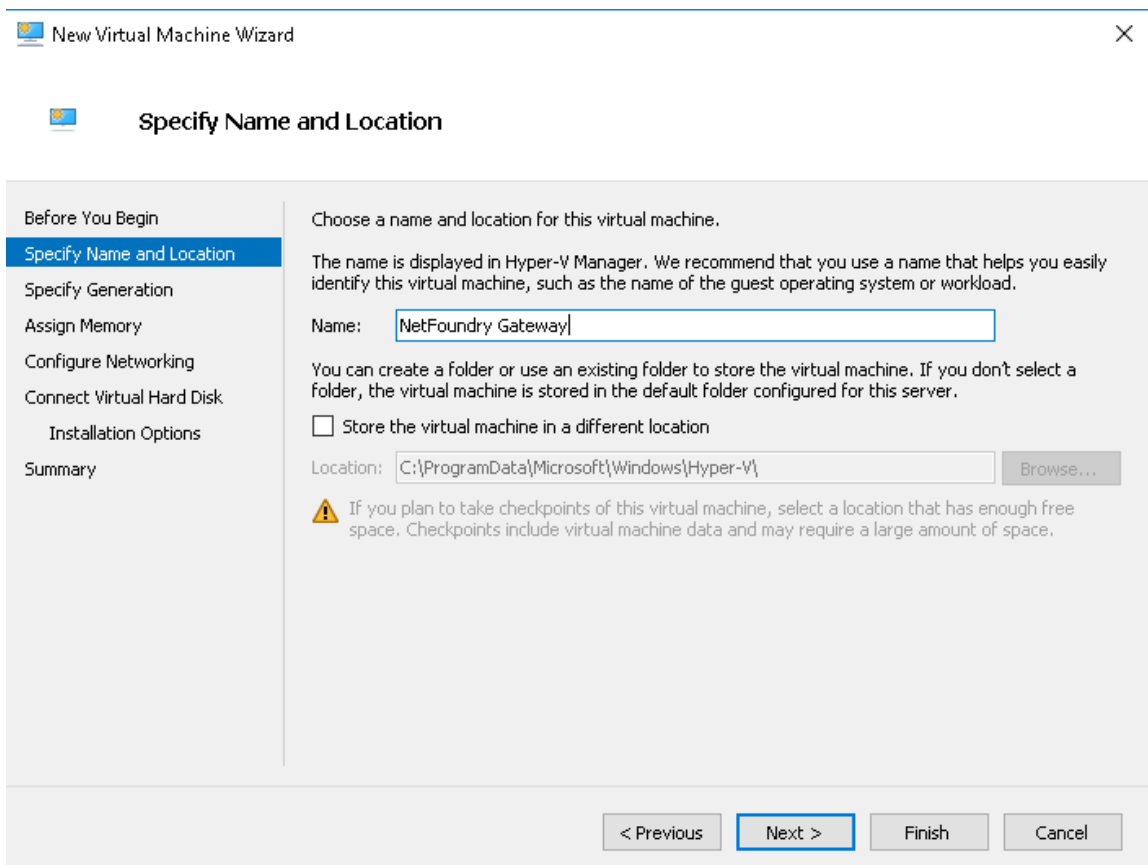 New Virtual Machine Wizard
Specify Name and Location
Before You Begin
Specify Name and Location
Specify Generation
Assign Memory
Configure Networking
Connect Virtual Hard Disk
Installation Options
Summary
Choose a name and location for this virtual machine.
The name is displayed in Hyper-V Manager. We recommend that you use a name that helps you easily
identify this virtual machine, such as the name of the guest operating system or workload.
Name: NetFoundry Gateway
You can create a folder or use an existing folder to store the virtual machine. If you don't select a
folder, the virtual machine is stored in the default folder configured for this server.
Store the virtual machine in a different location
Location: C:\ProgramData\Microsoft\Windows\Hyper-V\ Browse...
If you plan to take checkpoints of this virtual machine, select a location that has enough free
space. Checkpoints include virtual machine data and may require a large amount of space.
< Previous Next > Finish Cancel